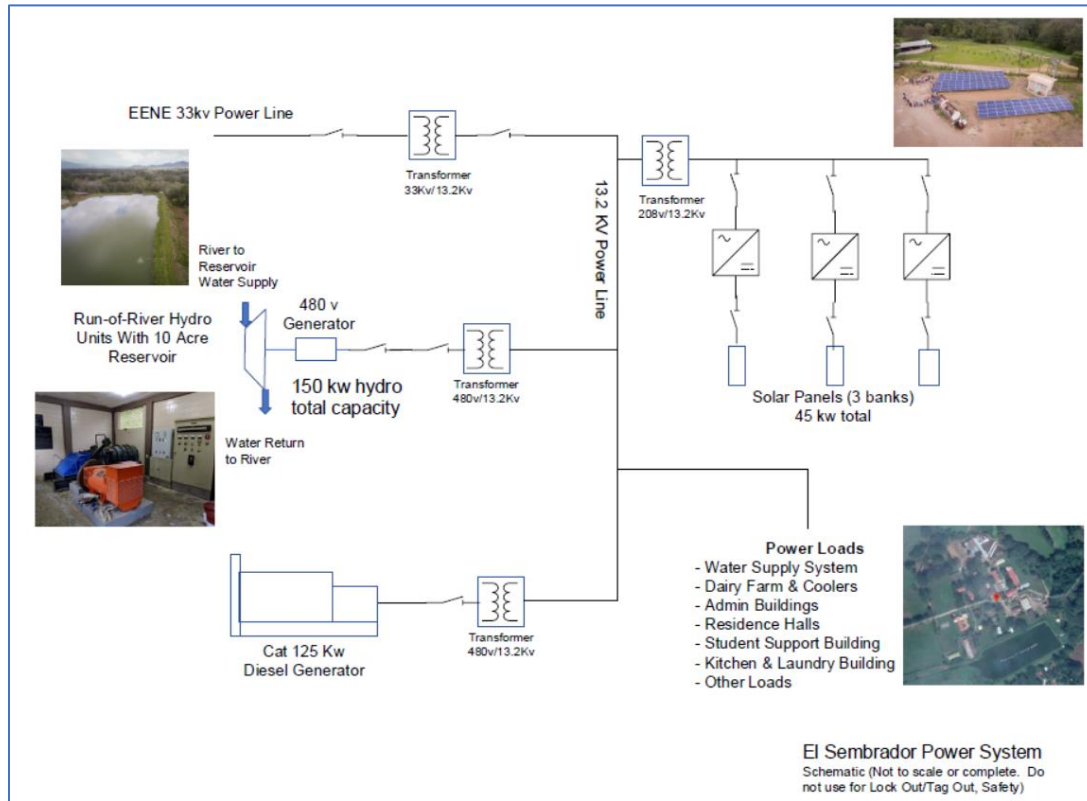 EENE 33kv Power Line
Transformer
33Kv/13.2Kv
Transformer
208v/13.2Kv
13.2 KV Power Line
River to
Reservoir
Water Supply
480 v
Generator
Run-of-River Hydro
Units With 10 Acre
Reservoir
150 kw hydro
total capacity
Transformer
480v/13.2Kv
Water Return
to River
Solar Panels (3 banks)
45 kw total
Cat 125 Kw
Diesel Generator
Transformer
480v/13.2Kv
Power Loads
- Water Supply System
- Dairy Farm & Coolers
- Admin Buildings
- Residence Halls
- Student Support Building
- Kitchen & Laundry Building
- Other Loads
El Sembrador Power System
Schematic (Not to scale or complete. Do
not use for Lock Out/Tag Out, Safety)